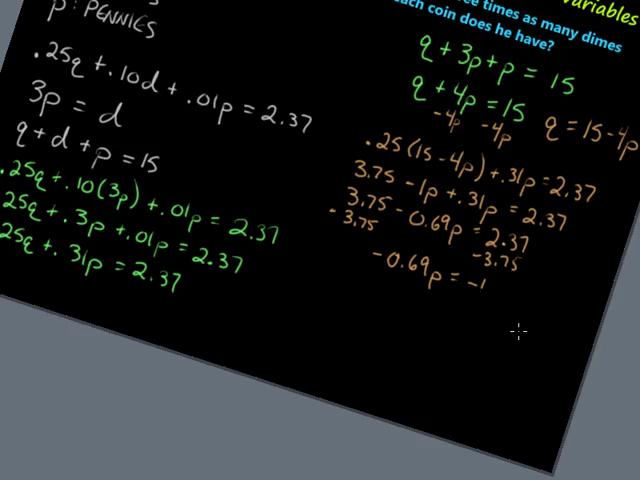 variables
three times as many dimes
each coin does he have?
p: PENNIES
.25q + .10d + .01p = 2.37
3p = d
q + d + p = 15
.25q + .10(3p) + .01p = 2.37
25q + .3p + .01p = 2.37
25q + .31p = 2.37
q + 3p + p = 15
q + 4p = 15
-4p -4p
q = 15 - 4p
.25(15 - 4p) + .31p = 2.37
3.75 - 1p + .31p = 2.37
3.75 - 0.69p = 2.37
- 3.75 -3.75
-0.69p = -1